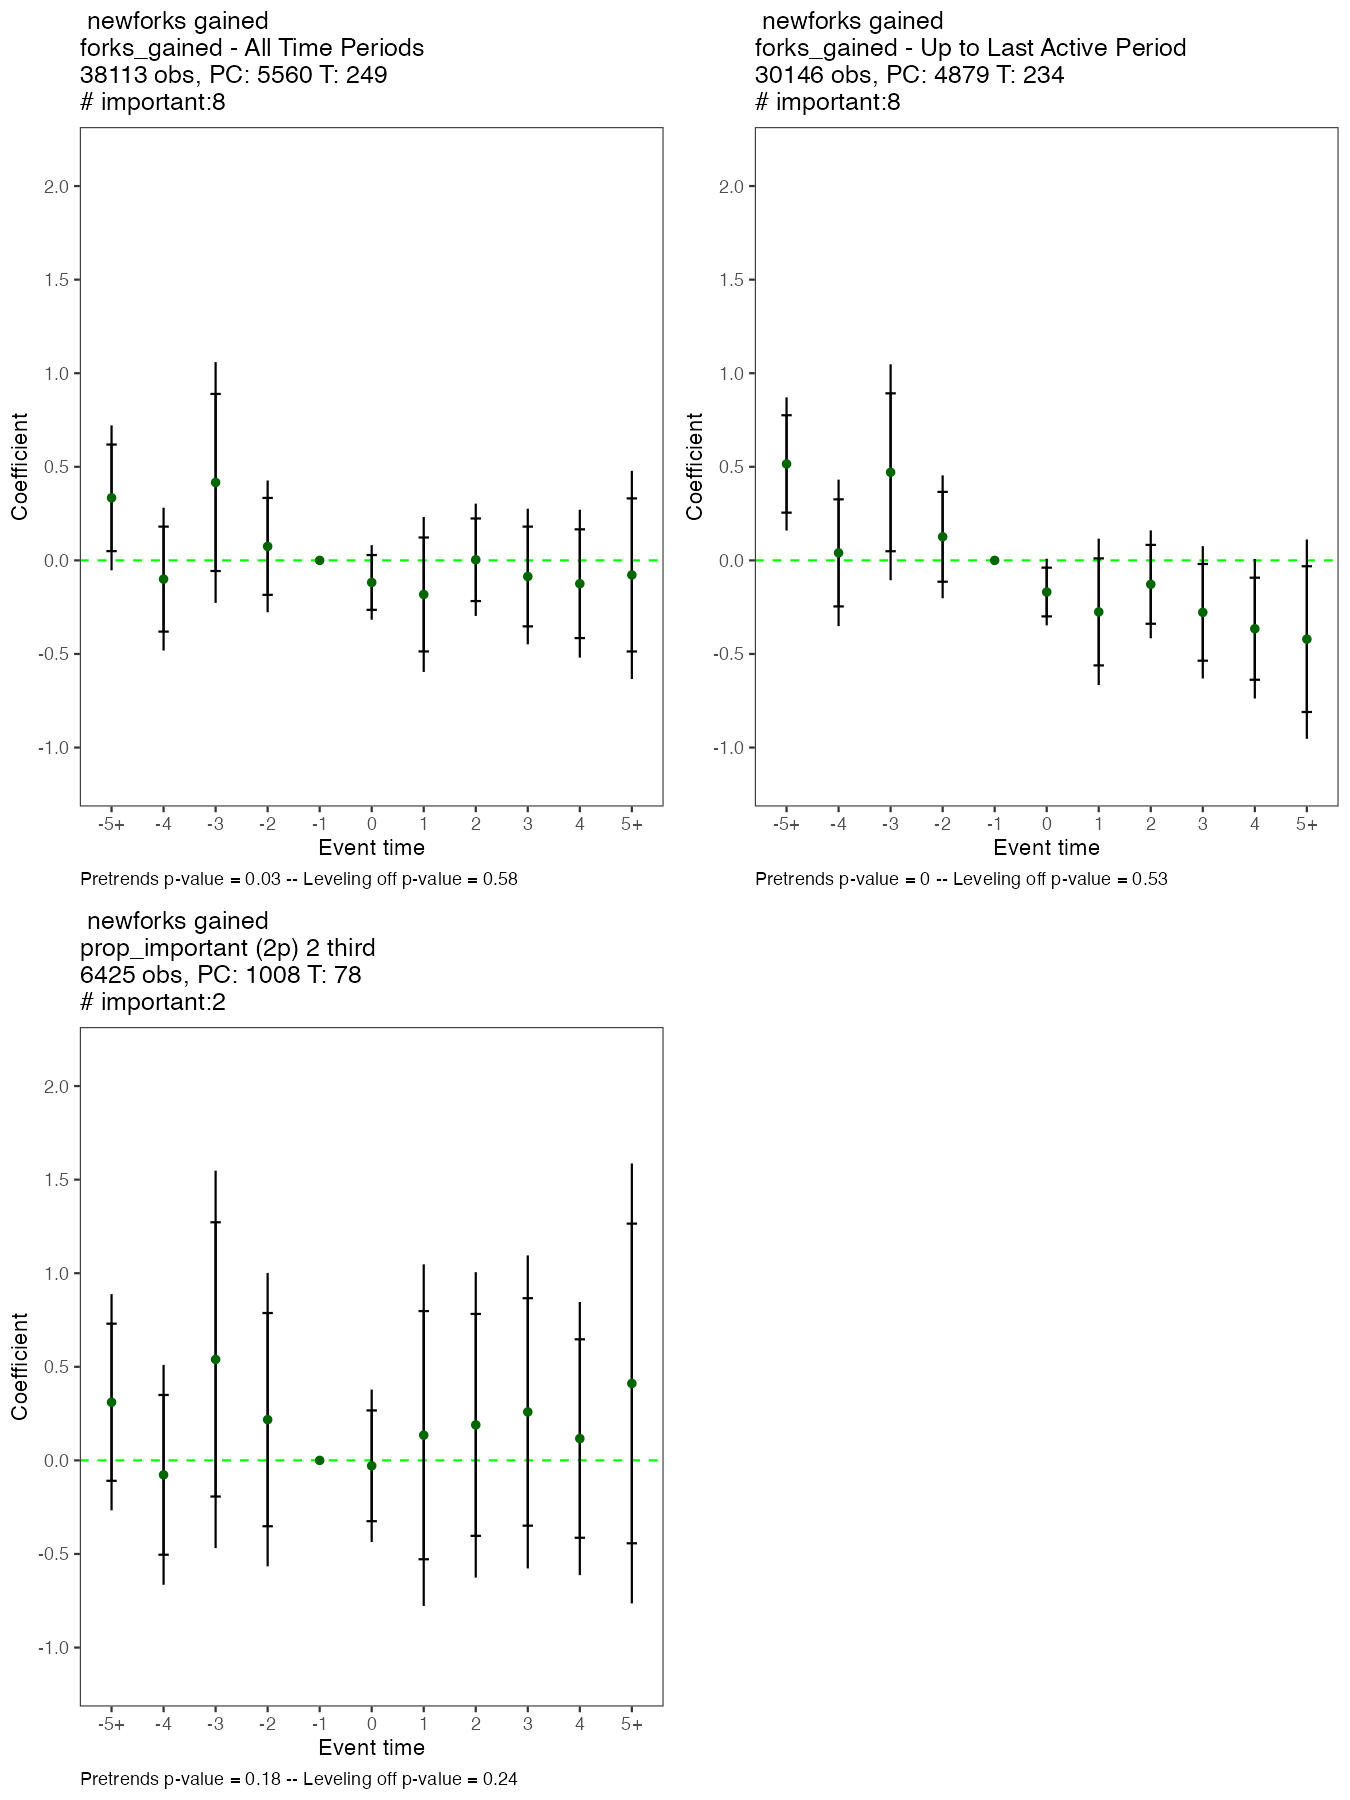 newforks gained
forks_gained - All Time Periods
38113 obs, PC: 5560 T: 249
# important:8
2.0
1.5
1.0
0.5
0.0
-0.5
-1.0
Coefficient
-5+ -4 -3 -2 -1 0 1 2 3 4 5+
Event time
Pretrends p-value = 0.03 -- Leveling off p-value = 0.58
newforks gained
forks_gained - Up to Last Active Period
30146 obs, PC: 4879 T: 234
# important:8
2.0
1.5
1.0
0.5
0.0
-0.5
-1.0
Coefficient
-5+ -4 -3 -2 -1 0 1 2 3 4 5+
Event time
Pretrends p-value = 0 -- Leveling off p-value = 0.53
newforks gained
prop_important (2p) 2 third
6425 obs, PC: 1008 T: 78
# important:2
2.0
1.5
1.0
0.5
0.0
-0.5
-1.0
Coefficient
-5+ -4 -3 -2 -1 0 1 2 3 4 5+
Event time
Pretrends p-value = 0.18 -- Leveling off p-value = 0.24